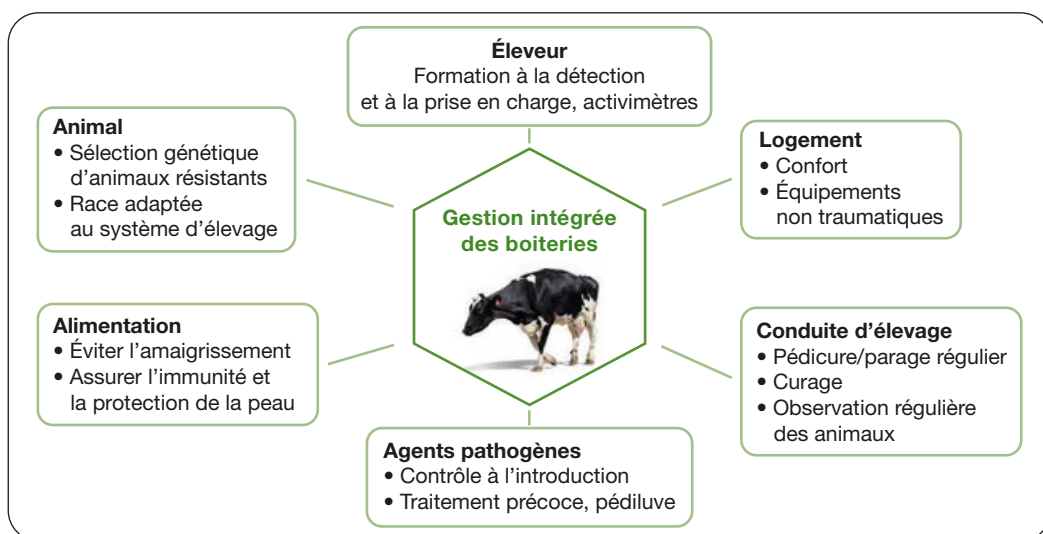 Éleveur
Formation à la détection
et à la prise en charge, activimètres
Animal
• Sélection génétique
d'animaux résistants
• Race adaptée
au système d'élevage
Logement
• Confort
• Équipements
non traumatiques
Gestion intégrée
des boiteries
Alimentation
• Éviter l'amaigrissement
• Assurer l'immunité et
la protection de la peau
Conduite d'élevage
• Pédicure/parage régulier
• Curage
• Observation régulière
des animaux
Agents pathogènes
• Contrôle à l'introduction
• Traitement précoce, pédiluve